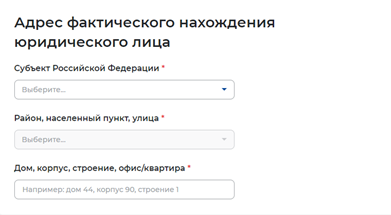 Адрес фактического нахождения
юридического лица
Субъект Российской Федерации *
Выберите...
Район, населенный пункт, улица *
Выберите...
Дом, корпус, строение, офис/квартира *
Например: дом 44, корпус 90, строение 1